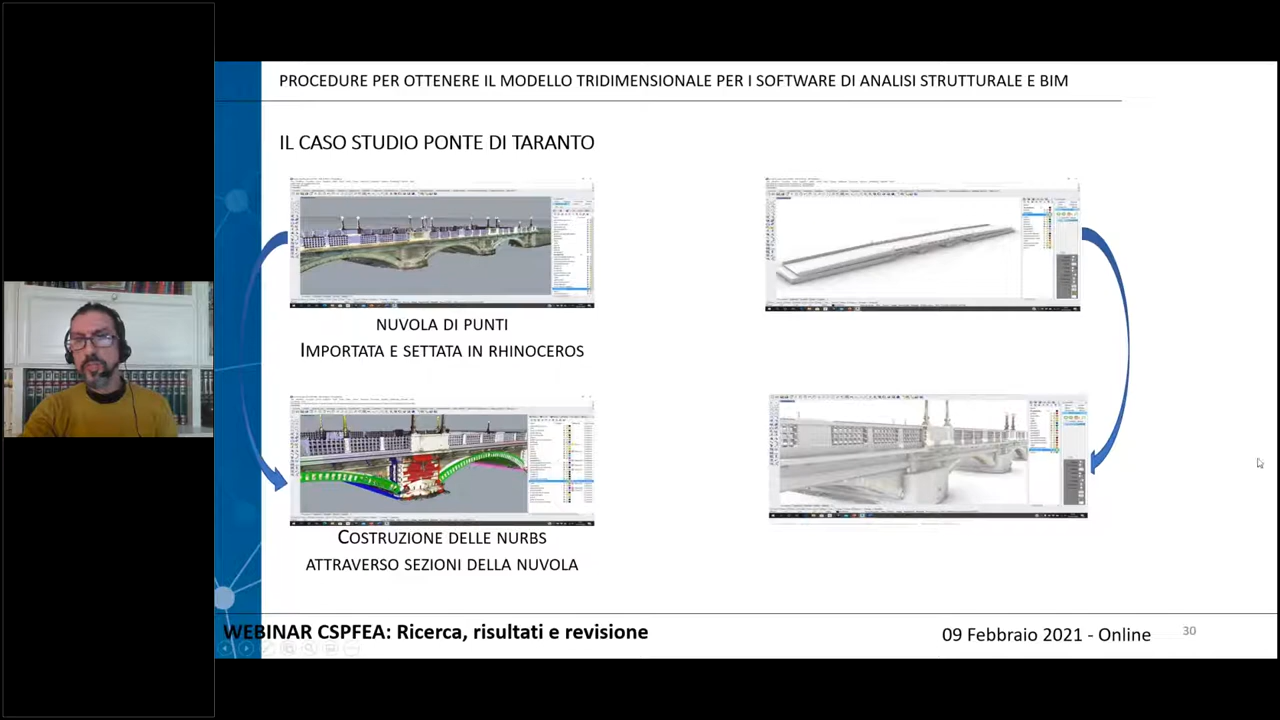 PROCEDURE PER OTTENERE IL MODELLO TRIDIMENSIONALE PER I SOFTWARE DI ANALISI STRUTTURALE E BIM
IL CASO STUDIO PONTE DI TARANTO
NUVOLA DI PUNTI
IMPORTATA E SETTATA IN RHINOCEROS
COSTRUZIONE DELLE NURBS
ATTRAVERSO SEZIONI DELLA NUVOLA
WEBINAR CSPFEA: Ricerca, risultati e revisione
09 Febbraio 2021 - Online
30